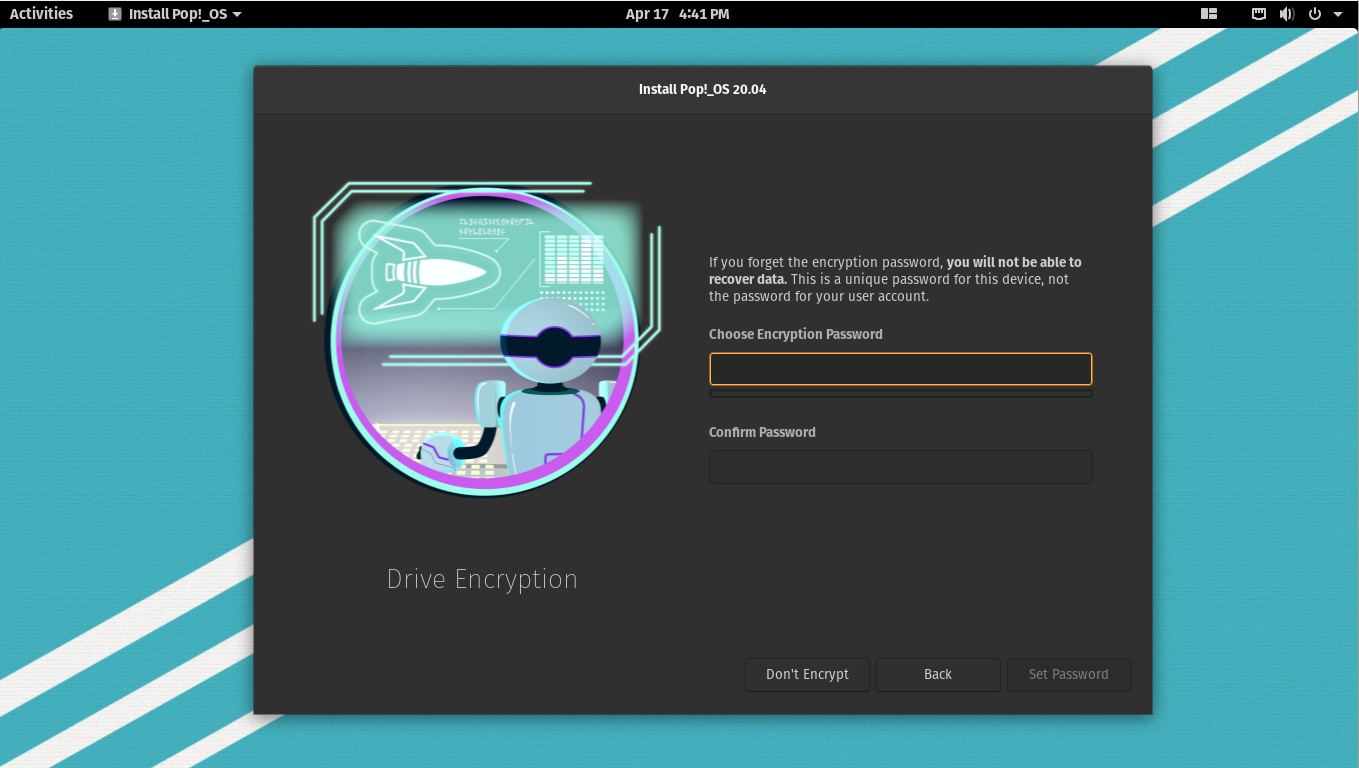 Activities
Install Pop!_OS
Apr 17 4:41 PM
Install Pop!_OS 20.04
If you forget the encryption password, you will not be able to
recover data. This is a unique password for this device, not
the password for your user account.
Choose Encryption Password
Confirm Password
Drive Encryption
Don't Encrypt
Back
Set Password